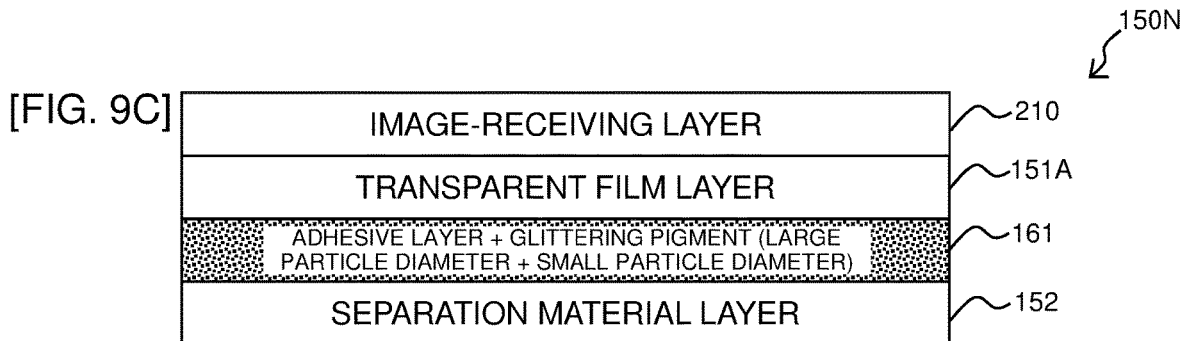 150N
[FIG. 9C]
IMAGE-RECEIVING LAYER
210
TRANSPARENT FILM LAYER
151A
ADHESIVE LAYER + GLITTERING PIGMENT (LARGE
PARTICLE DIAMETER + SMALL PARTICLE DIAMETER)
161
SEPARATION MATERIAL LAYER
152